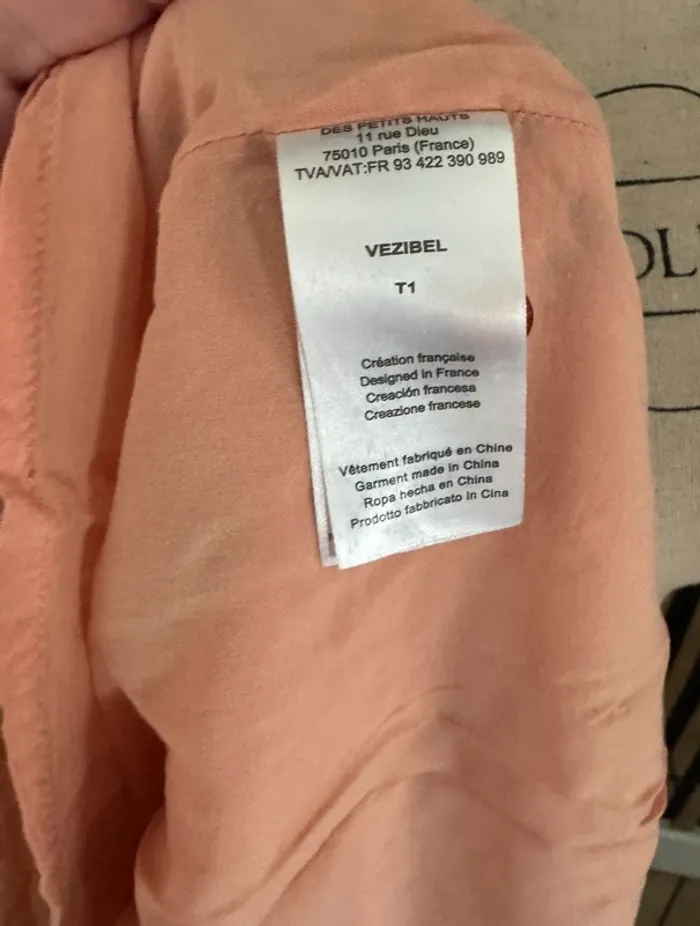 DES PETITS HAUTS
11 rue Dieu
75010 Paris (France)
TVA/VAT:FR 93 422 390 989
VEZIBEL
T1
Création française
Designed in France
Creación francesa
Creazione francese
Vêtement fabriqué en Chine
Garment made in China
Ropa hecha en China
Prodotto fabbricato in Cina